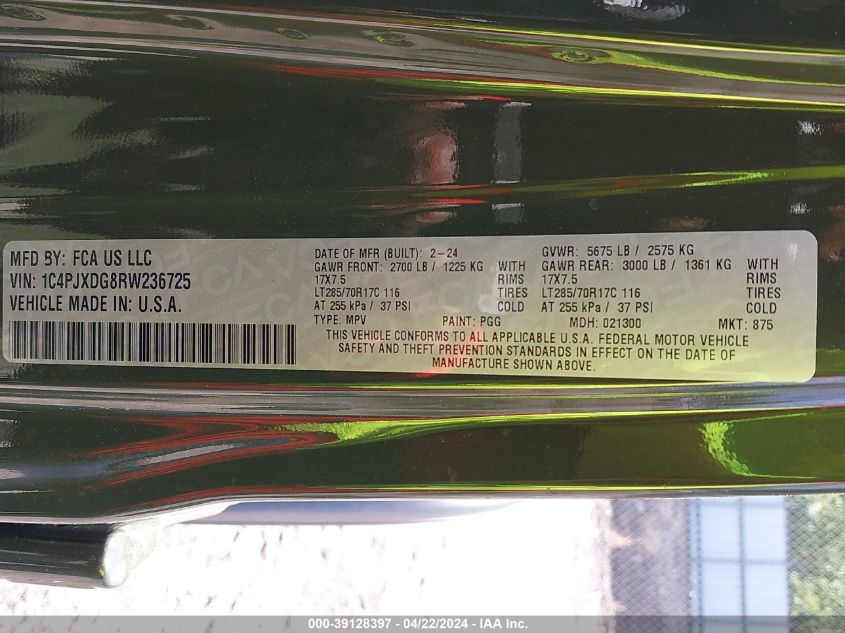 MFD BY: FCA US LLC
VIN: 1C4PJXDG8RW236725
VEHICLE MADE IN: U.S.A.
DATE OF MFR (BUILT): 2-24
GAWR FRONT: 2700 LB / 1225 KG WITH
17X7.5 RIMS
LT285/70R17C 116 TIRES
AT 255 kPa / 37 PSI COLD
GVWR: 5675 LB / 2575 KG
GAWR REAR: 3000 LB / 1361 KG WITH
17X7.5 RIMS
LT285/70R17C 116 TIRES
AT 255 kPa / 37 PSI COLD
TYPE: MPV PAINT: PGG MDH: 021300 MKT: 875
THIS VEHICLE CONFORMS TO ALL APPLICABLE U.S.A. FEDERAL MOTOR VEHICLE
SAFETY AND THEFT PREVENTION STANDARDS IN EFFECT ON THE DATE OF
MANUFACTURE SHOWN ABOVE.
000-39128397 - 04/22/2024 - IAA Inc.